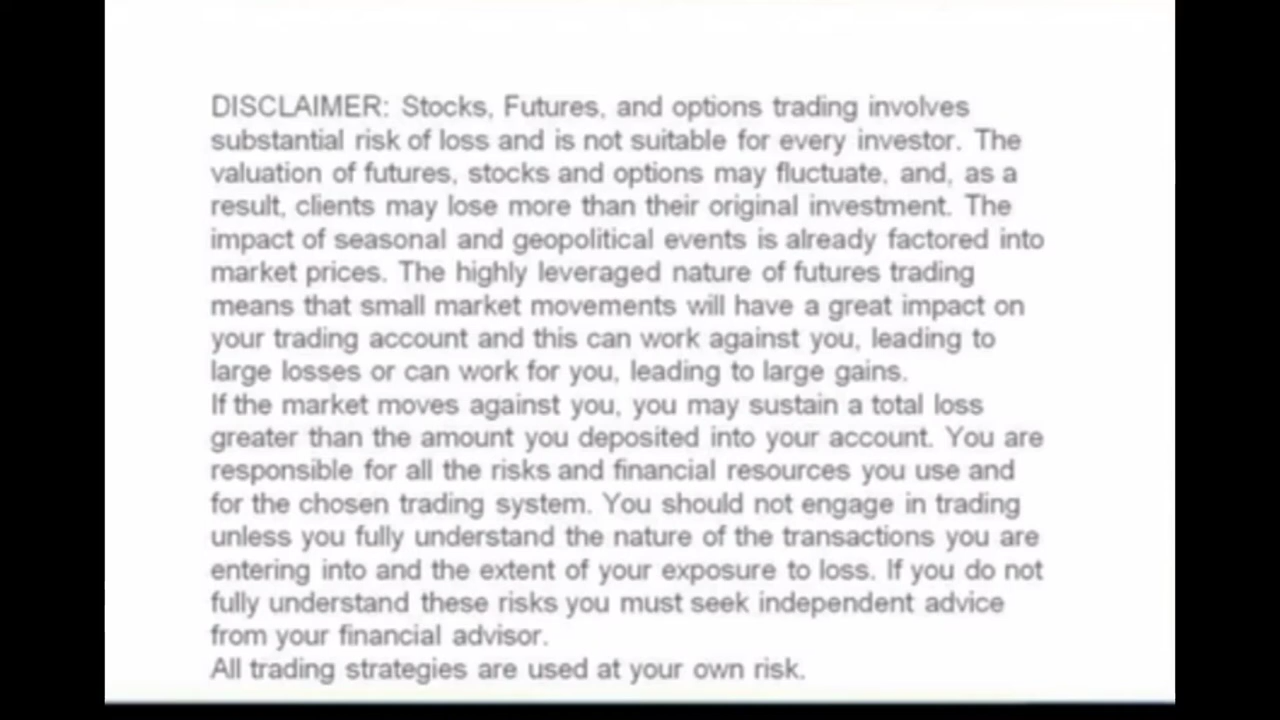 DISCLAIMER: Stocks, Futures, and options trading involves
substantial risk of loss and is not suitable for every investor. The
valuation of futures, stocks and options may fluctuate, and, as a
result, clients may lose more than their original investment. The
impact of seasonal and geopolitical events is already factored into
market prices. The highly leveraged nature of futures trading
means that small market movements will have a great impact on
your trading account and this can work against you, leading to
large losses or can work for you, leading to large gains.
If the market moves against you, you may sustain a total loss
greater than the amount you deposited into your account. You are
responsible for all the risks and financial resources you use and
for the chosen trading system. You should not engage in trading
unless you fully understand the nature of the transactions you are
entering into and the extent of your exposure to loss. If you do not
fully understand these risks you must seek independent advice
from your financial advisor.
All trading strategies are used at your own risk.